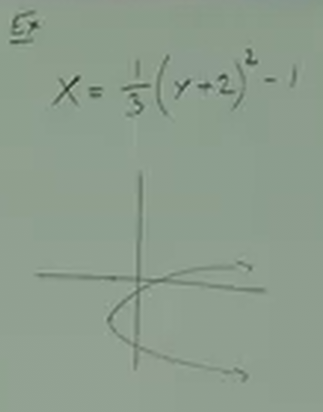 Ex
X = 1/3 (y+2)² - 1